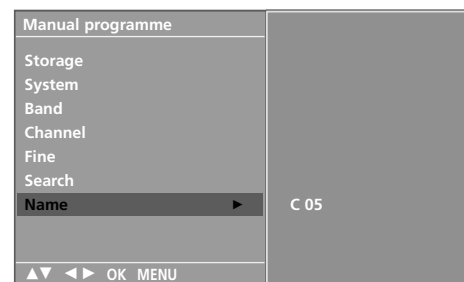 Manual programme
Storage
System
Band
Channel
Fine
Search
Name ► C 05
▲▼ ◄► OK MENU